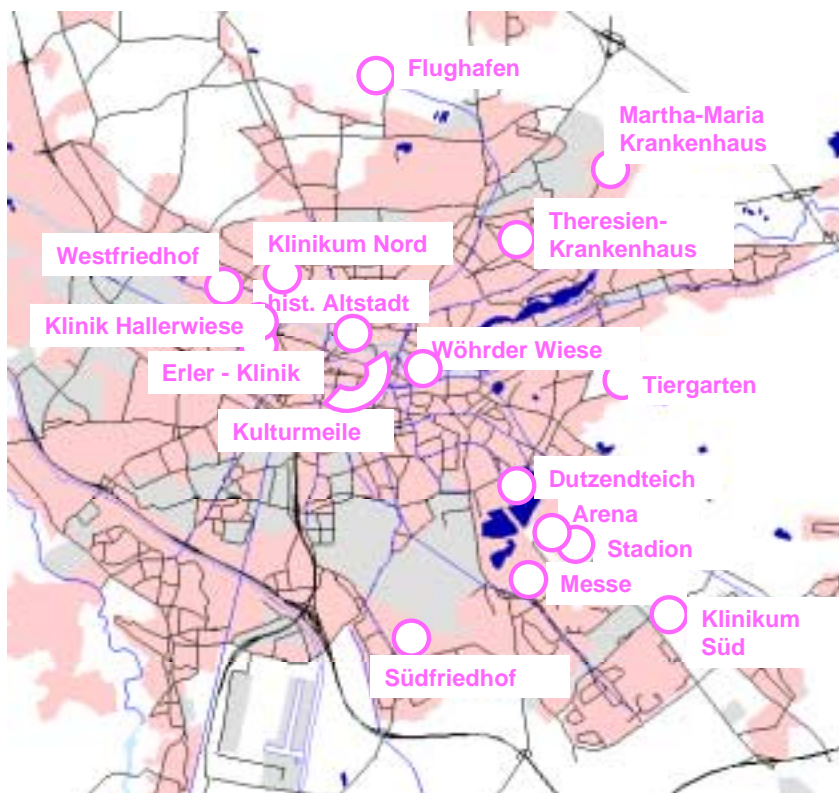 Flughafen
Martha-Maria
Krankenhaus
Theresien-
Krankenhaus
Klinikum Nord
Westfriedhof
hist. Altstadt
Klinik Hallerwiese
Wöhrder Wiese
Erler - Klinik
Tiergarten
Kulturmeile
Dutzendteich
Arena
Stadion
Messe
Klinikum
Süd
Südfriedhof